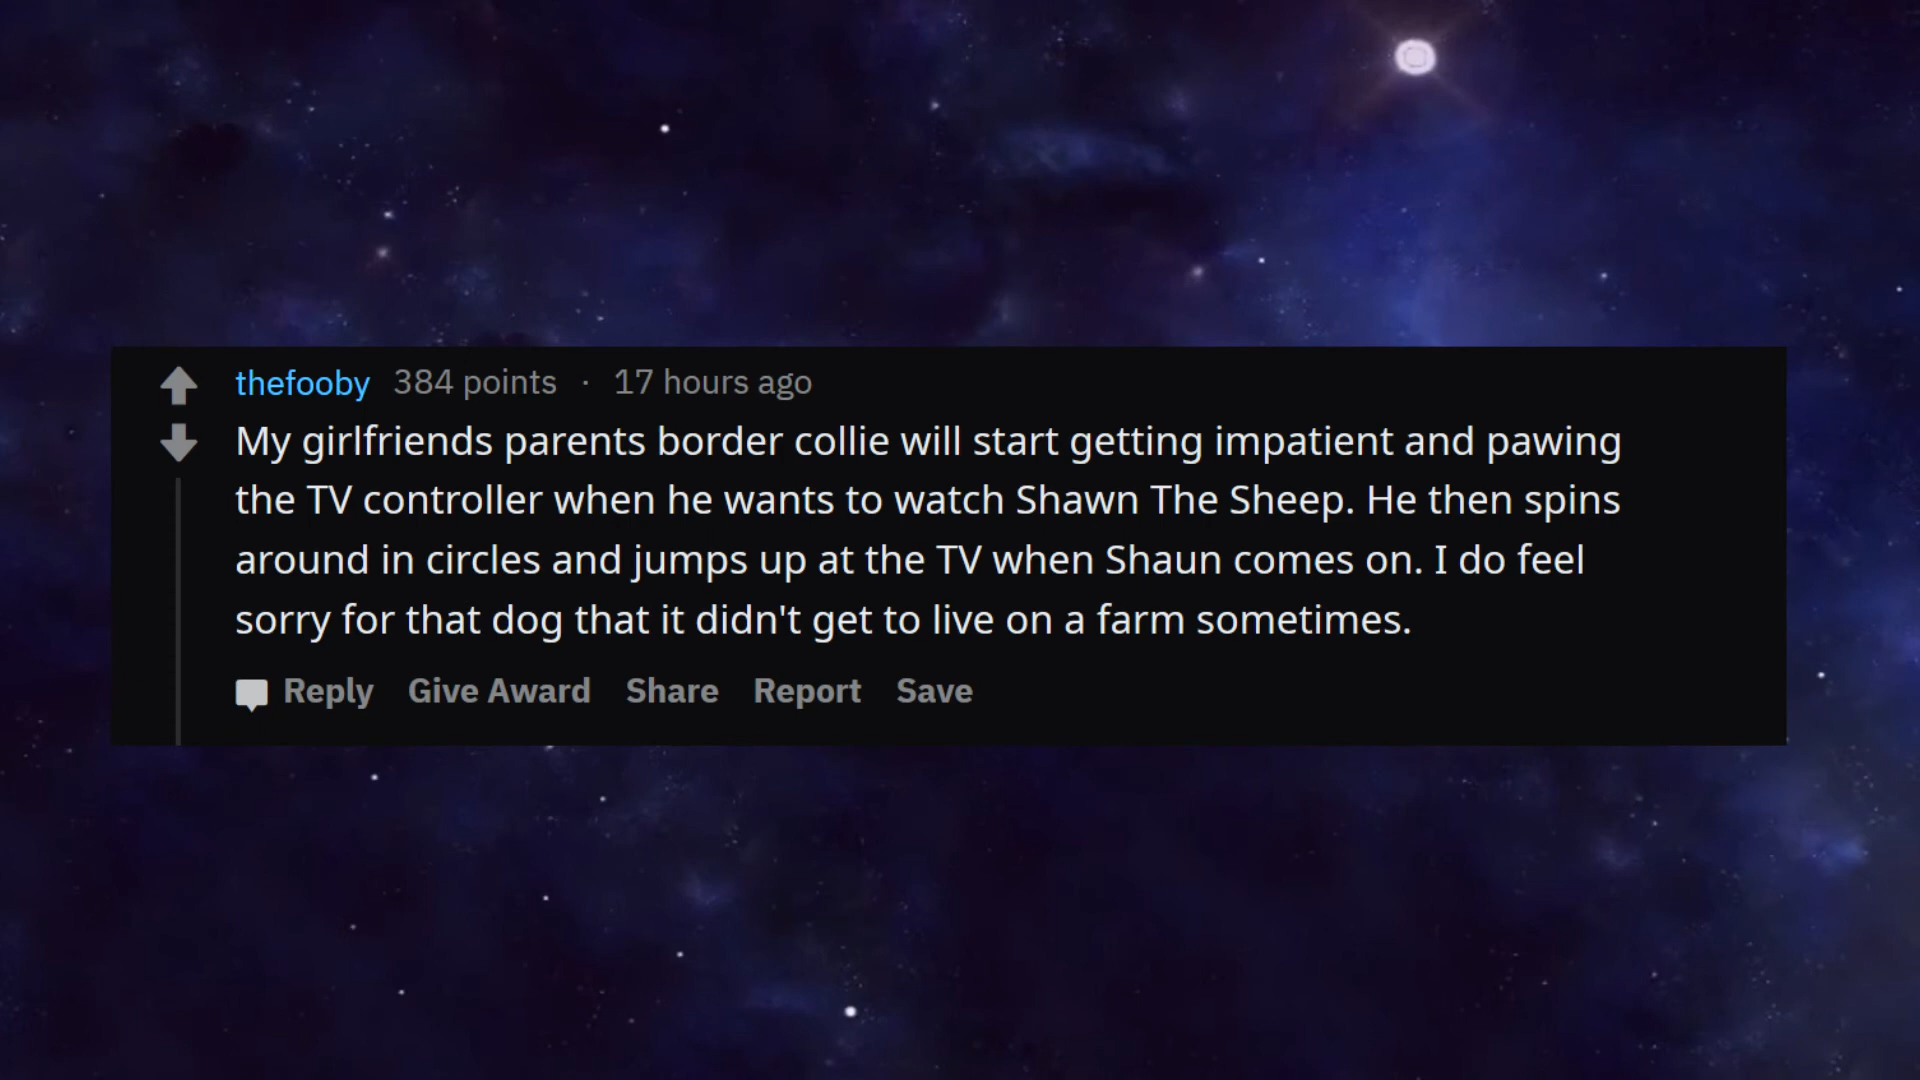 thefooby 384 points · 17 hours ago
My girlfriends parents border collie will start getting impatient and pawing
the TV controller when he wants to watch Shawn The Sheep. He then spins
around in circles and jumps up at the TV when Shaun comes on. I do feel
sorry for that dog that it didn't get to live on a farm sometimes.
Reply Give Award Share Report Save